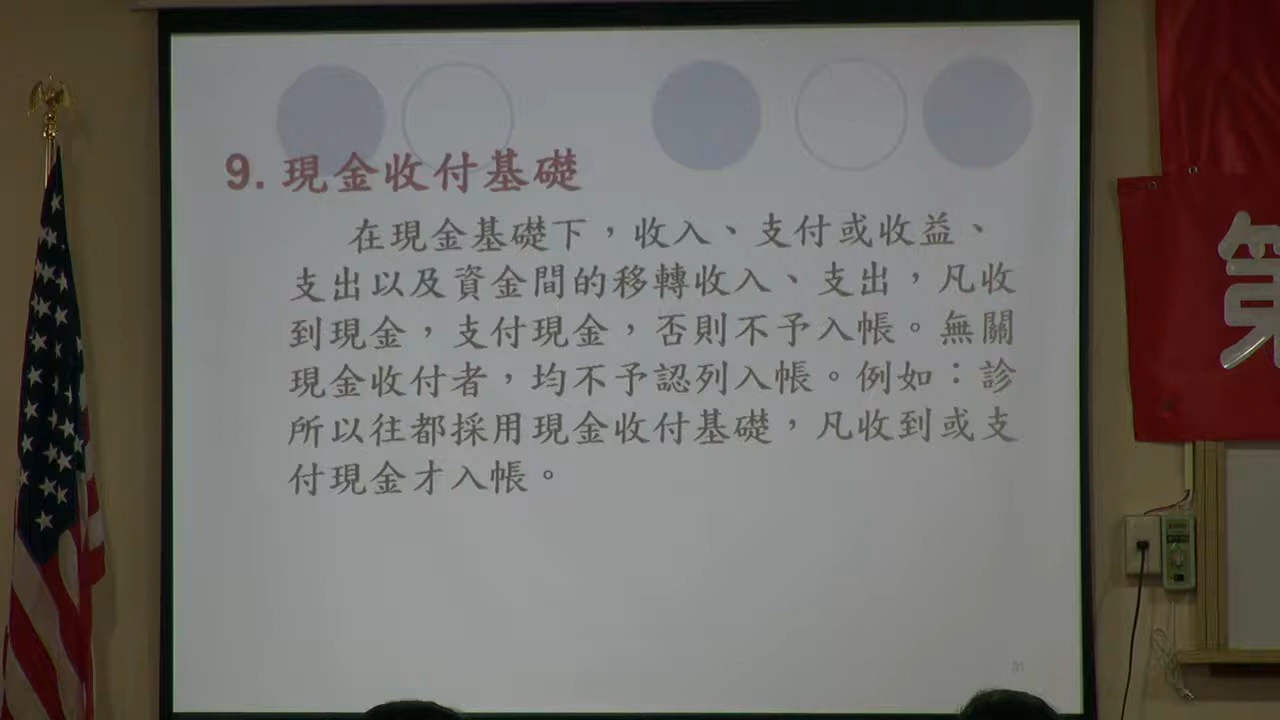 9. 現金收付基礎
在現金基礎下，收入、支付或收益、
支出以及資金間的移轉收入、支出，凡收
到現金，支付現金，否則不予入帳。無關
現金收付者，均不予認列入帳。例如：診
所以往都採用現金收付基礎，凡收到或支
付現金才入帳。
31
第